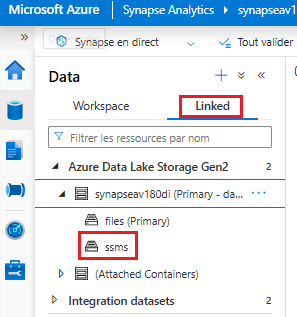 Microsoft Azure
Synapse Analytics
synapseav1
Synapse en direct
Tout valider
Data
Workspace
Linked
Filtrer les ressources par nom
Azure Data Lake Storage Gen2 2
synapseav180di (Primary - da...
files (Primary)
ssms
(Attached Containers)
Integration datasets 2